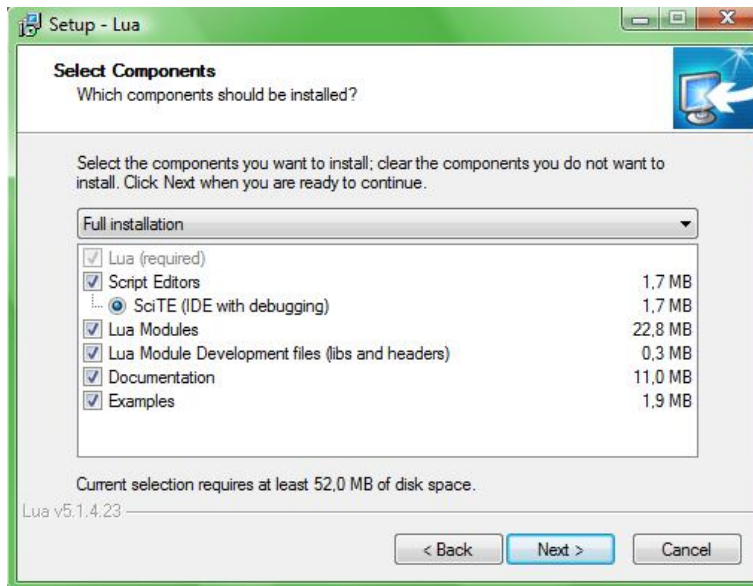 Setup - Lua
Select Components
Which components should be installed?
Select the components you want to install; clear the components you do not want to
install. Click Next when you are ready to continue.
Full installation
Lua (required)
Script Editors 1,7 MB
SciTE (IDE with debugging) 1,7 MB
Lua Modules 22,8 MB
Lua Module Development files (libs and headers) 0,3 MB
Documentation 11,0 MB
Examples 1,9 MB
Current selection requires at least 52,0 MB of disk space.
Lua v5.1.4.23
< Back Next > Cancel